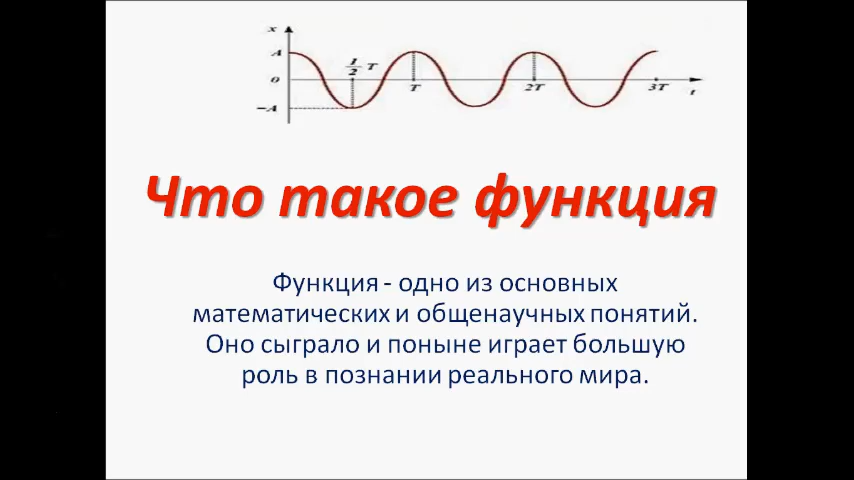 x
A
1/2 T
0
T
2T
3T
t
−A
Что такое функция
Функция - одно из основных
математических и общенаучных понятий.
Оно сыграло и поныне играет большую
роль в познании реального мира.